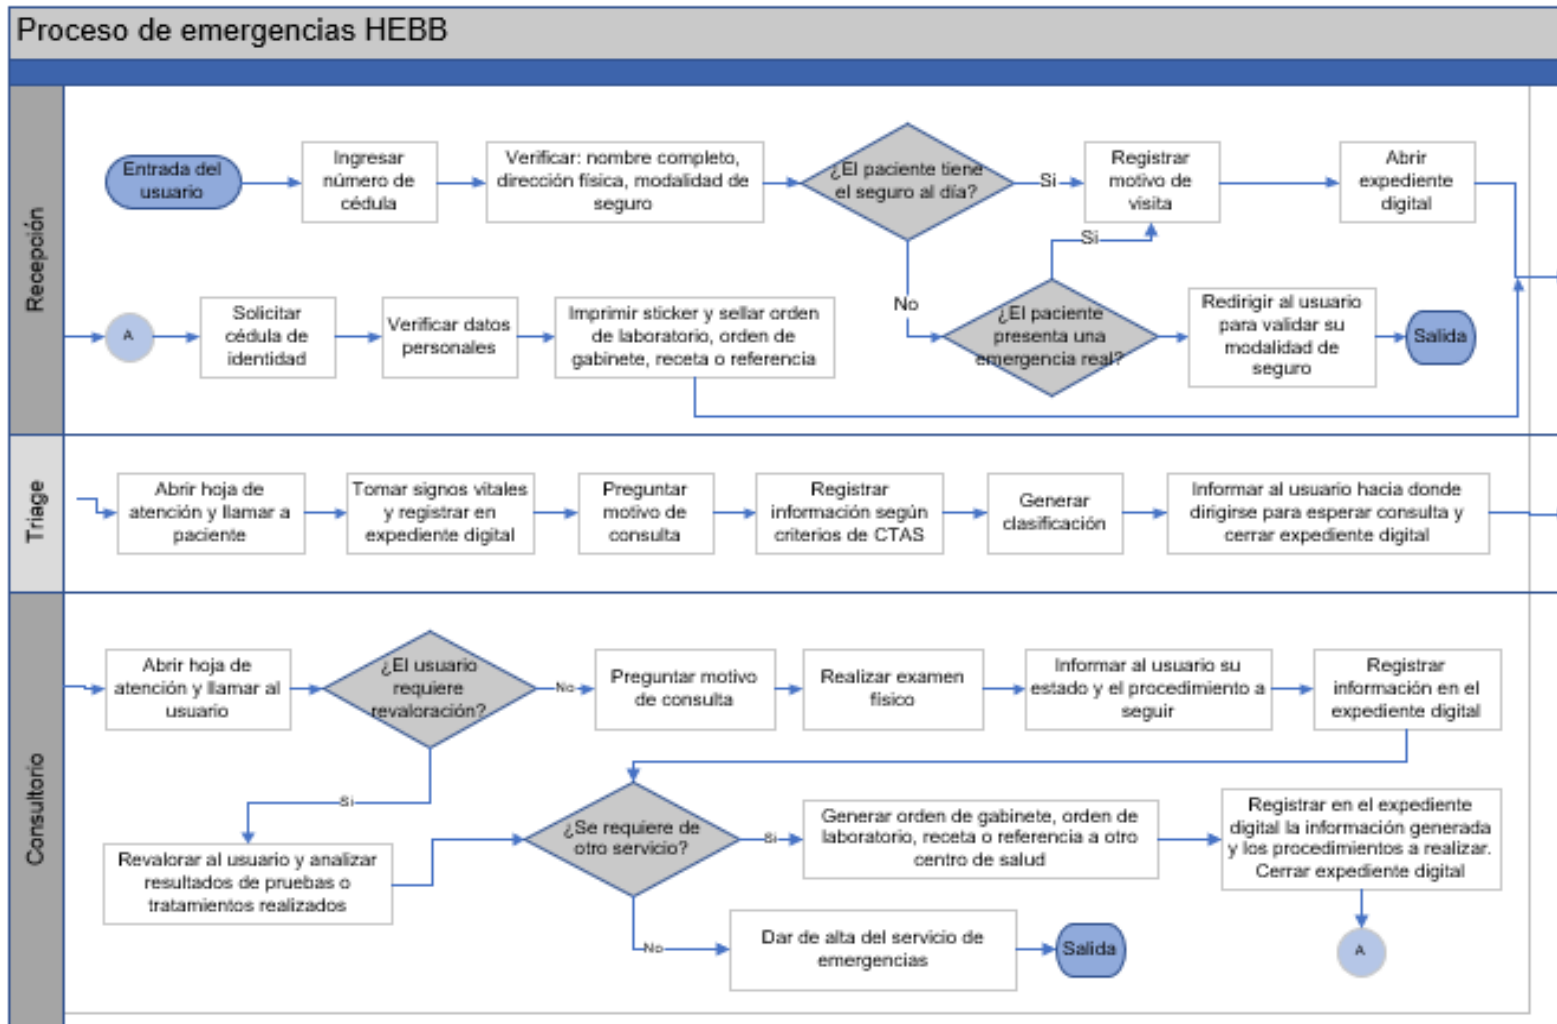 Proceso de emergencias HEBB
Recepción
Entrada del
usuario
Ingresar
número de
cédula
Verificar: nombre completo,
dirección física, modalidad de
seguro
¿El paciente tiene
el seguro al día?
Si
Registrar
motivo de
visita
Abrir
expediente
digital
No
Si
¿El paciente
presenta una
emergencia real?
Redirigir al usuario
para validar su
modalidad de
seguro
Salida
A
Solicitar
cédula de
identidad
Verificar datos
personales
Imprimir sticker y sellar orden
de laboratorio, orden de
gabinete, receta o referencia
Triage
Abrir hoja de
atención y llamar a
paciente
Tomar signos vitales
y registrar en
expediente digital
Preguntar
motivo de
consulta
Registrar
información según
criterios de CTAS
Generar
clasificación
Informar al usuario hacia donde
dirigirse para esperar consulta y
cerrar expediente digital
Consultorio
Abrir hoja de
atención y llamar al
usuario
¿El usuario
requiere
revaloración?
No
Preguntar motivo
de consulta
Realizar examen
físico
Informar al usuario su
estado y el procedimiento a
seguir
Registrar
información en el
expediente digital
Si
Revalorar al usuario y analizar
resultados de pruebas o
tratamientos realizados
¿Se requiere de
otro servicio?
Si
Generar orden de gabinete, orden de
laboratorio, receta o referencia a otro
centro de salud
Registrar en el expediente
digital la información generada
y los procedimientos a realizar.
Cerrar expediente digital
No
Dar de alta del servicio de
emergencias
Salida
A